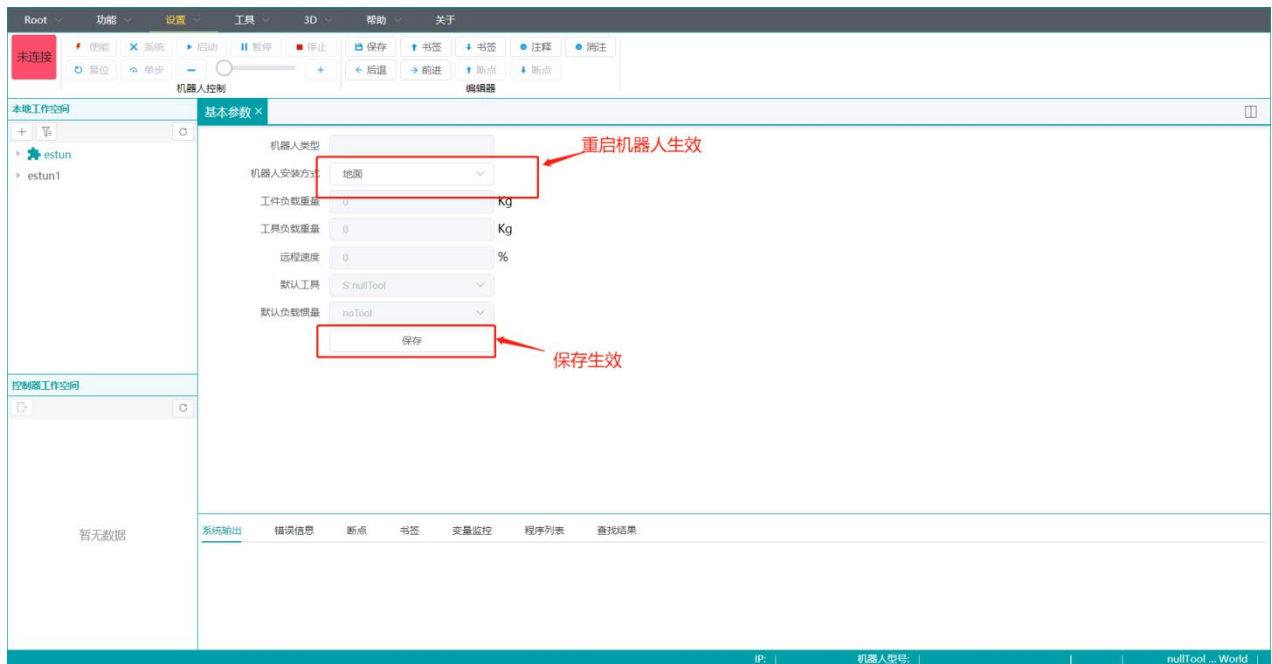 Root 功能 设置 工具 3D 帮助 关于
未连接 使能 系统 启动 暂停 停止 保存 书签 书签 注释 消注
复位 单步 后退 前进 断点 断点
机器人控制 编辑器
本地工作空间 基本参数 ×
estun
estun1
机器人类型
重启机器人生效
机器人安装方式 地面
工件负载重量 0 Kg
工具负载重量 0 Kg
远程速度 0 %
默认工具 S:nullTool
默认负载惯量 noTool
保存
保存生效
控制器工作空间
暂无数据
系统输出 错误信息 断点 书签 变量监控 程序列表 查找结果
IP: | 机器人型号: | | | nullTool ... World |